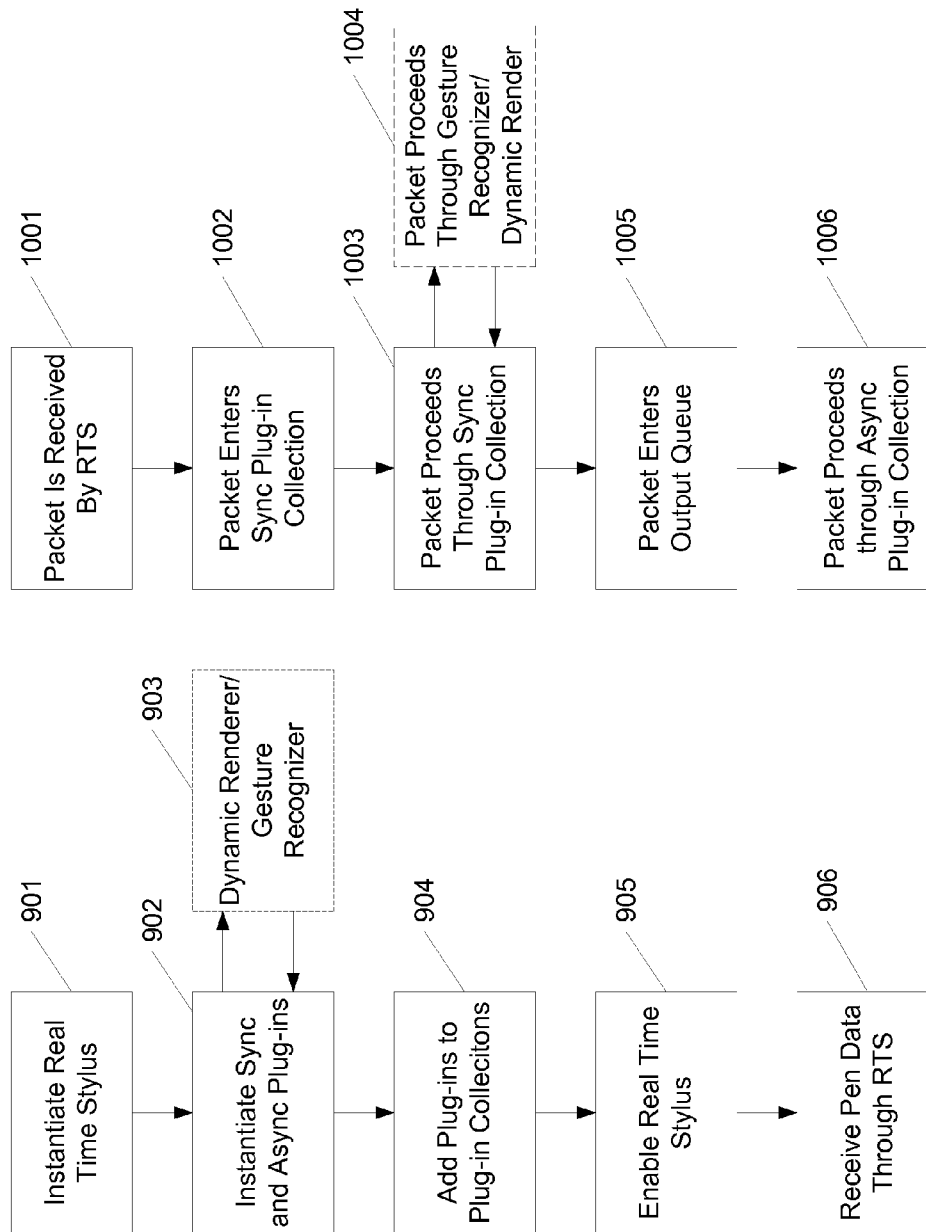 901
Instantiate Real
Time Stylus
902
Instantiate Sync
and Async Plug-ins
903
Dynamic Renderer/
Gesture
Recognizer
904
Add Plug-ins to
Plug-in Collecitons
905
Enable Real Time
Stylus
906
Receive Pen Data
Through RTS
1001
Packet Is Received
By RTS
1002
Packet Enters
Sync Plug-in
Collection
1003
Packet Proceeds
Through Sync
Plug-in Collection
1004
Packet Proceeds
Through Gesture
Recognizer/
Dynamic Render
1005
Packet Enters
Output Queue
1006
Packet Proceeds
through Async
Plug-in Collection